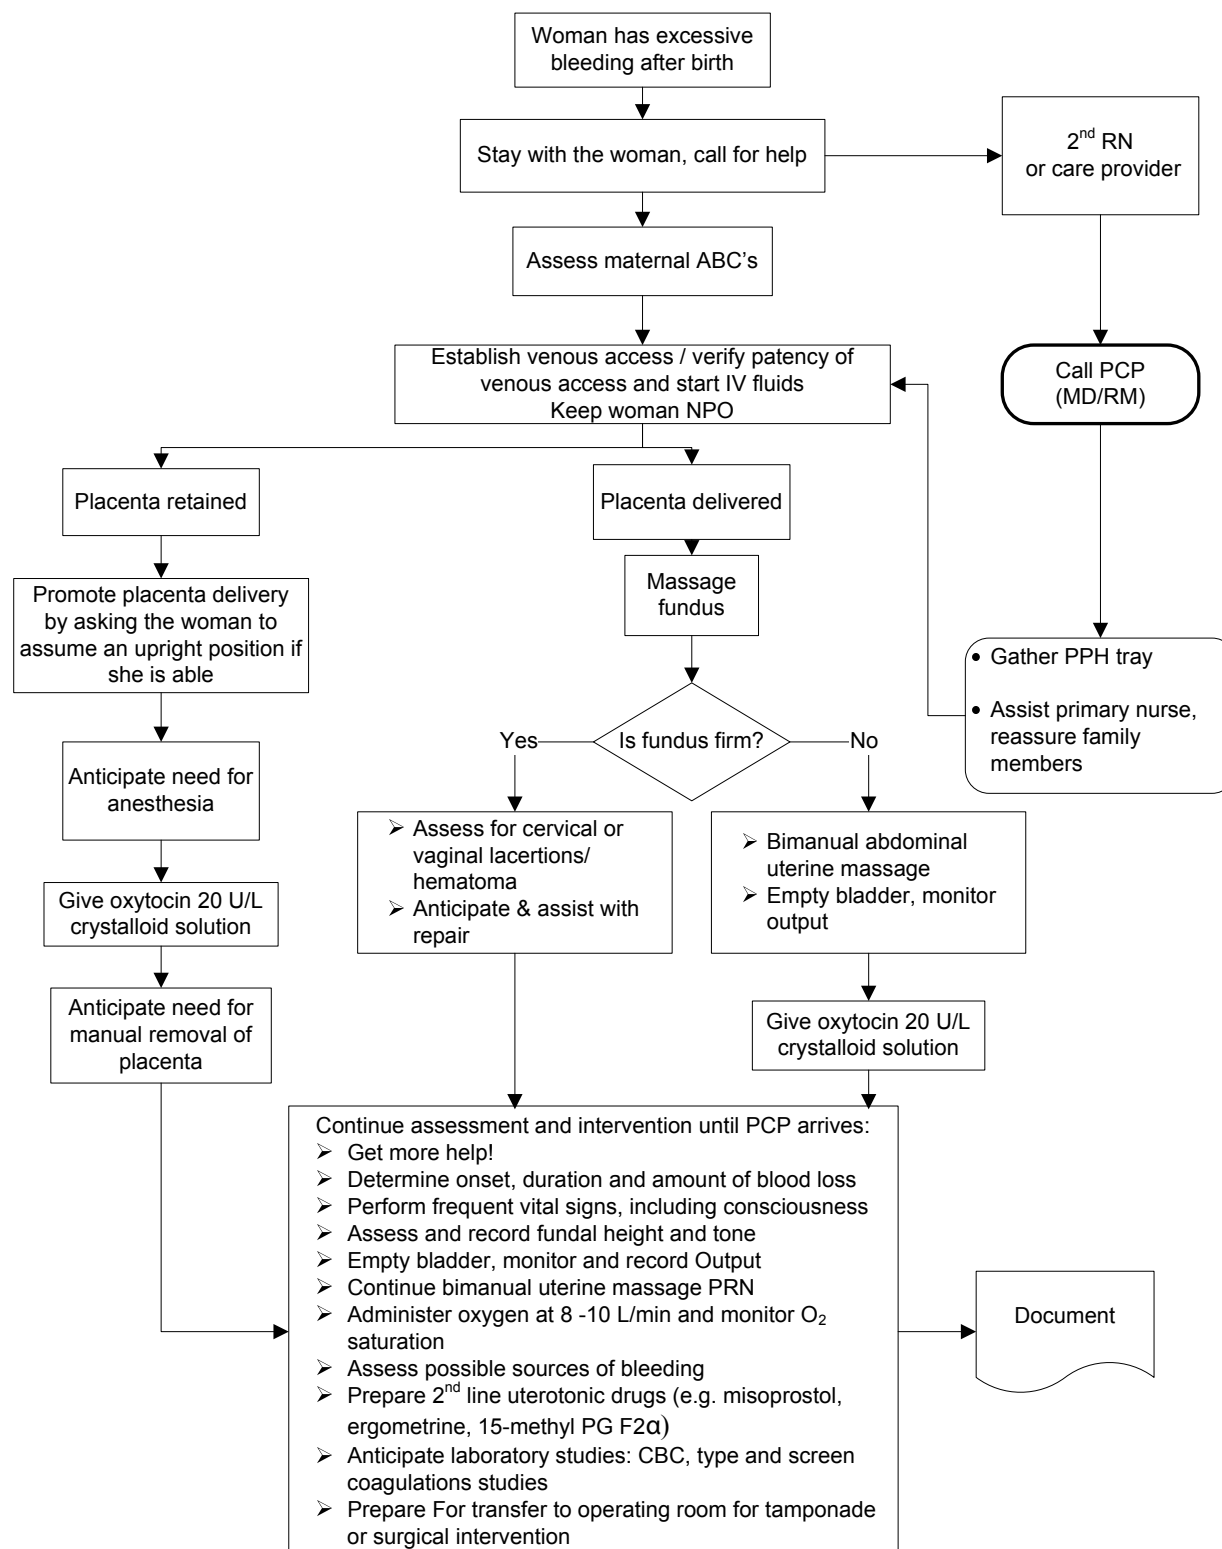 Woman has excessive
bleeding after birth
Stay with the woman, call for help
2nd RN
or care provider
Assess maternal ABC’s
Establish venous access / verify patency of
venous access and start IV fluids
Keep woman NPO
Call PCP
(MD/RM)
Placenta retained
Placenta delivered
Promote placenta delivery
by asking the woman to
assume an upright position if
she is able
Massage
fundus
• Gather PPH tray
• Assist primary nurse,
reassure family
members
Yes
Is fundus firm?
No
Anticipate need for
anesthesia
➢ Assess for cervical or
vaginal lacertions/
hematoma
➢ Anticipate & assist with
repair
➢ Bimanual abdominal
uterine massage
➢ Empty bladder, monitor
output
Give oxytocin 20 U/L
crystalloid solution
Anticipate need for
manual removal of
placenta
Give oxytocin 20 U/L
crystalloid solution
Continue assessment and intervention until PCP arrives:
➢ Get more help!
➢ Determine onset, duration and amount of blood loss
➢ Perform frequent vital signs, including consciousness
➢ Assess and record fundal height and tone
➢ Empty bladder, monitor and record Output
➢ Continue bimanual uterine massage PRN
➢ Administer oxygen at 8 -10 L/min and monitor O2
saturation
➢ Assess possible sources of bleeding
➢ Prepare 2nd line uterotonic drugs (e.g. misoprostol,
ergometrine, 15-methyl PG F2α)
➢ Anticipate laboratory studies: CBC, type and screen
coagulations studies
➢ Prepare For transfer to operating room for tamponade
or surgical intervention
Document